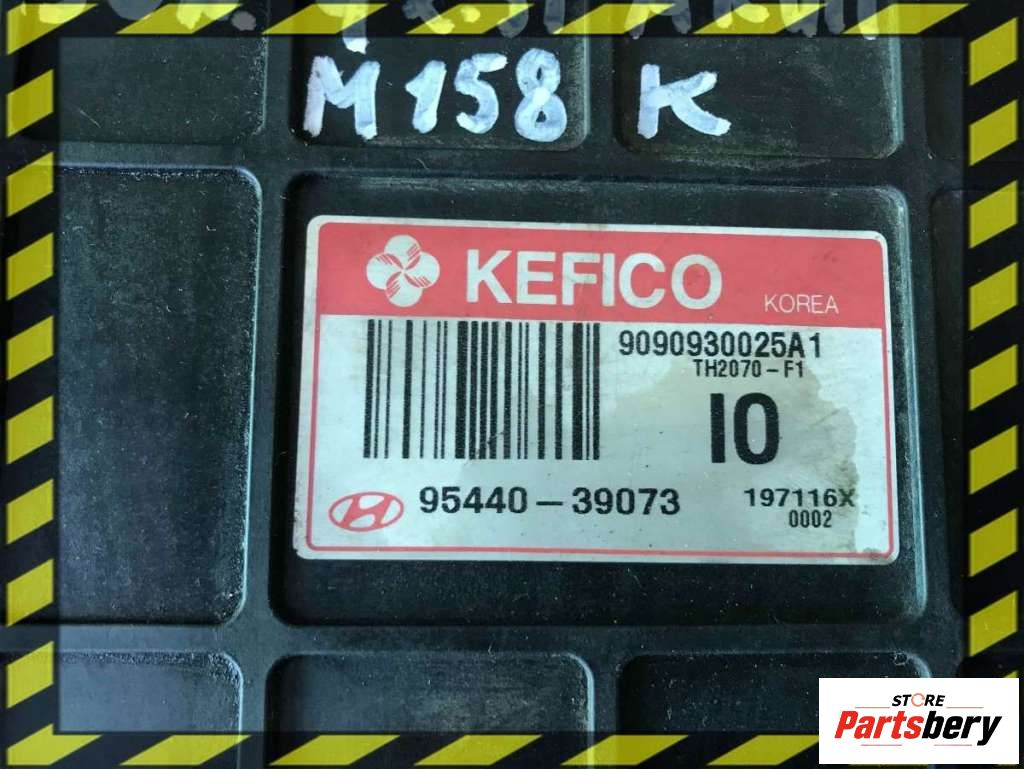 M158 K
KEFICO
KOREA
9090930025A1
TH2070-F1
IO
95440-39073
197116X
0002
STORE
Partsbery